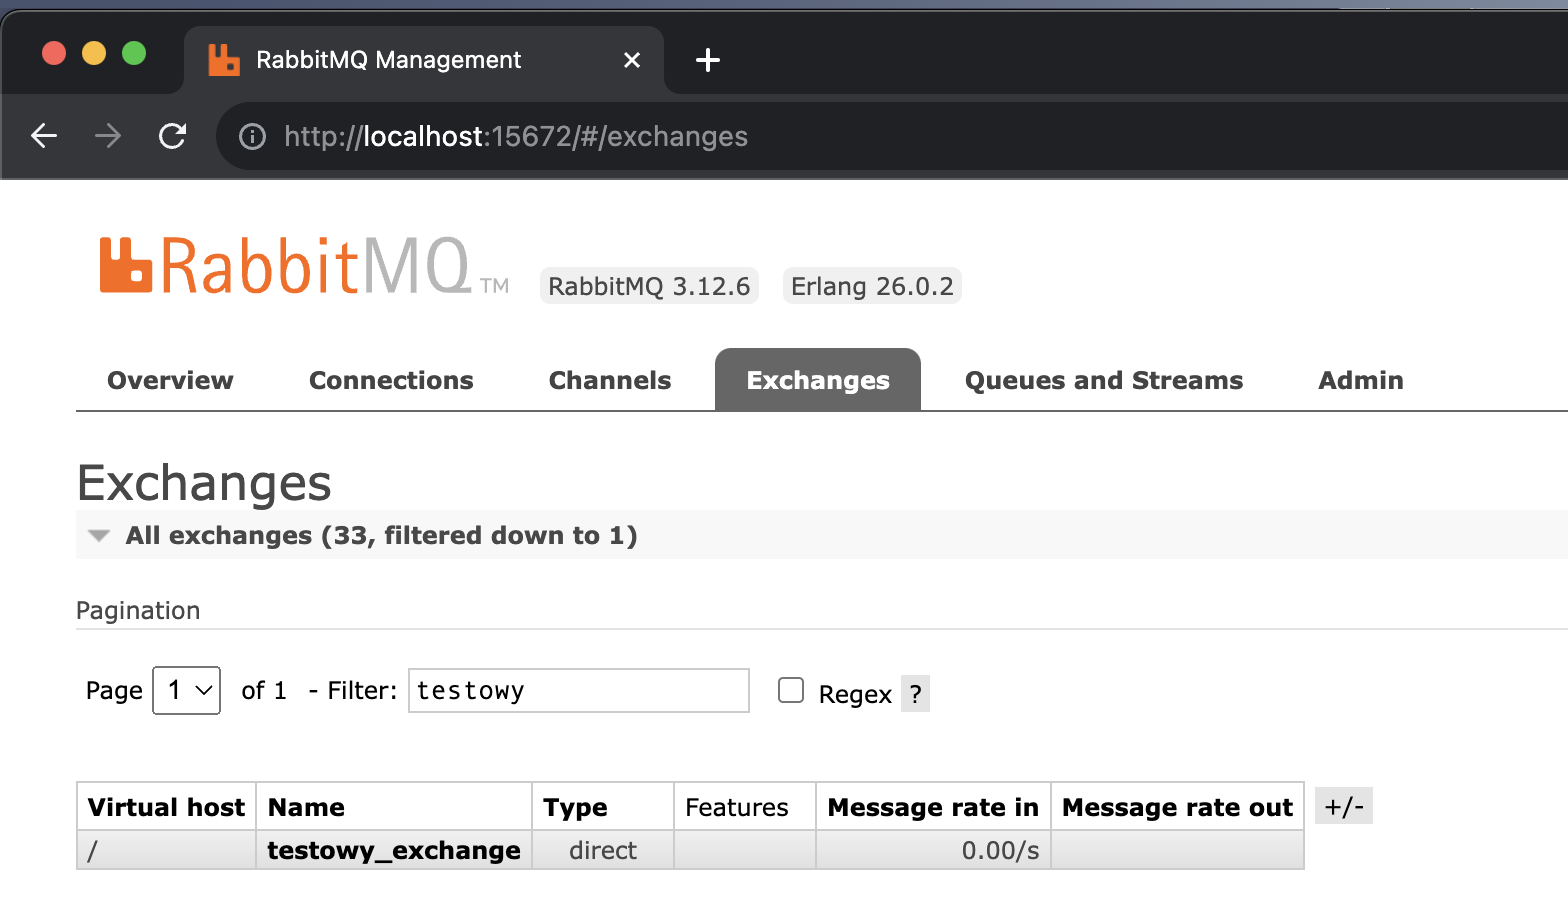 RabbitMQ Management
http://localhost:15672/#/exchanges
RabbitMQ TM RabbitMQ 3.12.6 Erlang 26.0.2
Overview Connections Channels Exchanges Queues and Streams Admin
Exchanges
All exchanges (33, filtered down to 1)
Pagination
Page 1 of 1 - Filter: testowy Regex ?
Virtual host Name Type Features Message rate in Message rate out +/-
/ testowy_exchange direct 0.00/s